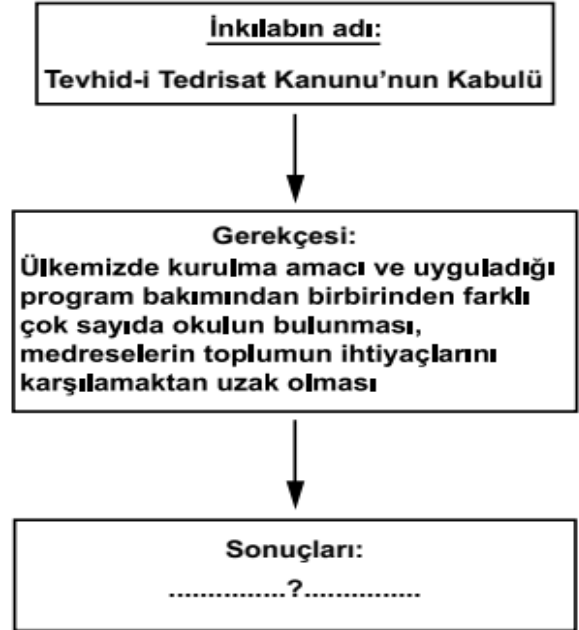 İnkılabın adı:
Tevhid-i Tedrisat Kanunu’nun Kabulü
Gerekçesi:
Ülkemizde kurulma amacı ve uyguladığı
program bakımından birbirinden farklı
çok sayıda okulun bulunması,
medreselerin toplumun ihtiyaçlarını
karşılamaktan uzak olması
Sonuçları:
...............?...............